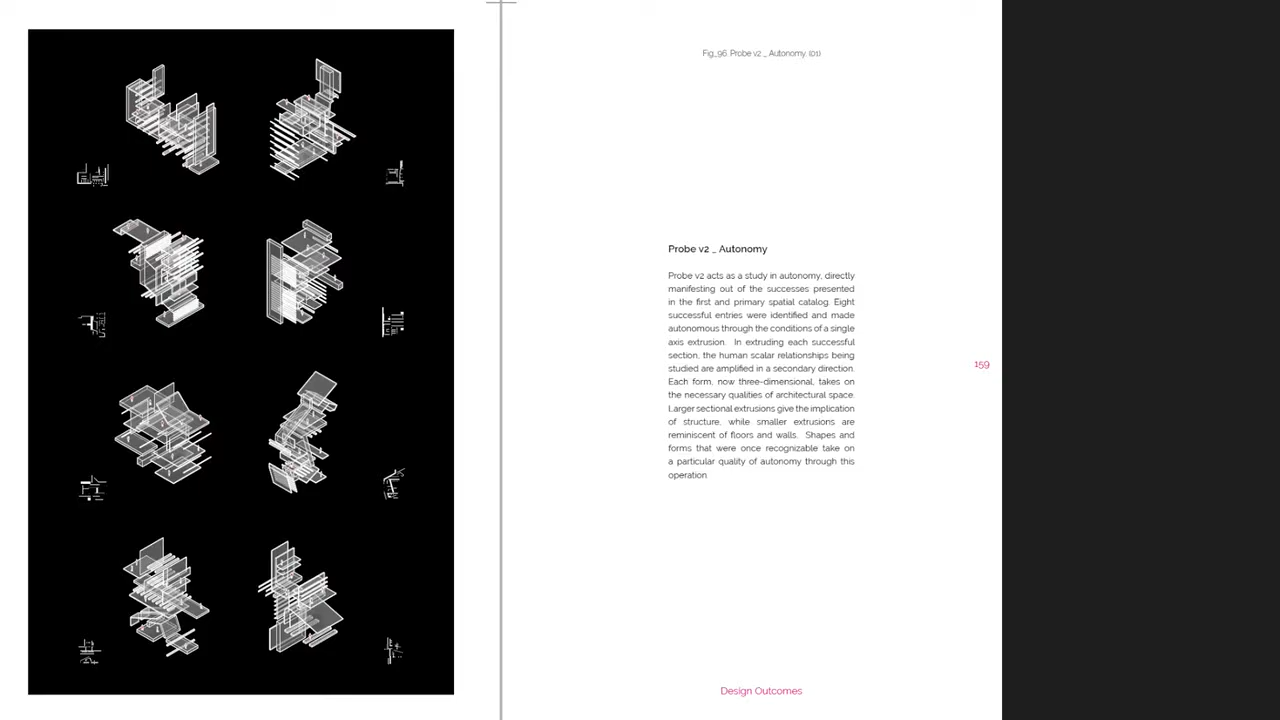 Fig_96. Probe v2 _ Autonomy. (01)
Probe v2 _ Autonomy
Probe v2 acts as a study in autonomy, directly
manifesting out of the successes presented
in the first and primary spatial catalog. Eight
successful entries were identified and made
autonomous through the conditions of a single
axis extrusion. In extruding each successful
section, the human scalar relationships being
studied are amplified in a secondary direction.
Each form, now three-dimensional, takes on
the necessary qualities of architectural space.
Larger sectional extrusions give the implication
of structure, while smaller extrusions are
reminiscent of floors and walls. Shapes and
forms that were once recognizable take on
a particular quality of autonomy through this
operation.
159
Design Outcomes